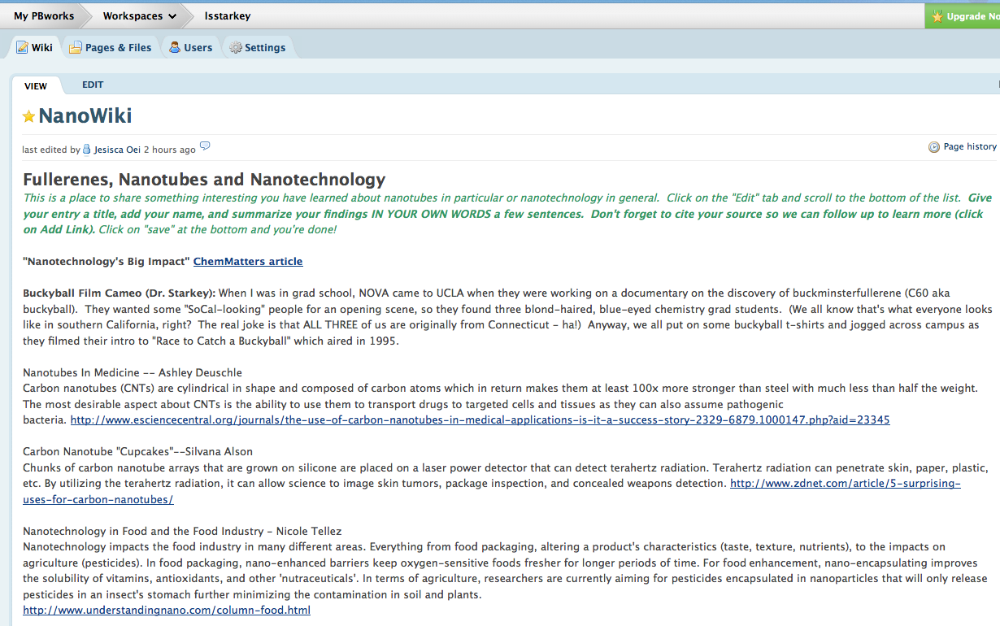 My PBworks Workspaces lsstarkey Upgrade No
Wiki Pages & Files Users Settings
VIEW EDIT
NanoWiki
last edited by Jesisca Oei 2 hours ago Page history
Fullerenes, Nanotubes and Nanotechnology
This is a place to share something interesting you have learned about nanotubes in particular or nanotechnology in general. Click on the "Edit" tab and scroll to the bottom of the list. Give
your entry a title, add your name, and summarize your findings IN YOUR OWN WORDS a few sentences. Don't forget to cite your source so we can follow up to learn more (click
on Add Link). Click on "save" at the bottom and you're done!
"Nanotechnology's Big Impact" ChemMatters article
Buckyball Film Cameo (Dr. Starkey): When I was in grad school, NOVA came to UCLA when they were working on a documentary on the discovery of buckminsterfullerene (C60 aka
buckyball). They wanted some "SoCal-looking" people for an opening scene, so they found three blond-haired, blue-eyed chemistry grad students. (We all know that's what everyone looks
like in southern California, right? The real joke is that ALL THREE of us are originally from Connecticut - ha!) Anyway, we all put on some buckyball t-shirts and jogged across campus as
they filmed their intro to "Race to Catch a Buckyball" which aired in 1995.
Nanotubes In Medicine -- Ashley Deuschle
Carbon nanotubes (CNTs) are cylindrical in shape and composed of carbon atoms which in return makes them at least 100x more stronger than steel with much less than half the weight.
The most desirable aspect about CNTs is the ability to use them to transport drugs to targeted cells and tissues as they can also assume pathogenic
bacteria. http://www.esciencecentral.org/journals/the-use-of-carbon-nanotubes-in-medical-applications-is-it-a-success-story-2329-6879.1000147.php?aid=23345
Carbon Nanotube "Cupcakes"--Silvana Alson
Chunks of carbon nanotube arrays that are grown on silicone are placed on a laser power detector that can detect terahertz radiation. Terahertz radiation can penetrate skin, paper, plastic,
etc. By utilizing the terahertz radiation, it can allow science to image skin tumors, package inspection, and concealed weapons detection. http://www.zdnet.com/article/5-surprising-
uses-for-carbon-nanotubes/
Nanotechnology in Food and the Food Industry - Nicole Tellez
Nanotechnology impacts the food industry in many different areas. Everything from food packaging, altering a product's characteristics (taste, texture, nutrients), to the impacts on
agriculture (pesticides). In food packaging, nano-enhanced barriers keep oxygen-sensitive foods fresher for longer periods of time. For food enhancement, nano-encapsulating improves
the solubility of vitamins, antioxidants, and other 'nutraceuticals'. In terms of agriculture, researchers are currently aiming for pesticides encapsulated in nanoparticles that will only release
pesticides in an insect's stomach further minimizing the contamination in soil and plants.
http://www.understandingnano.com/column-food.html